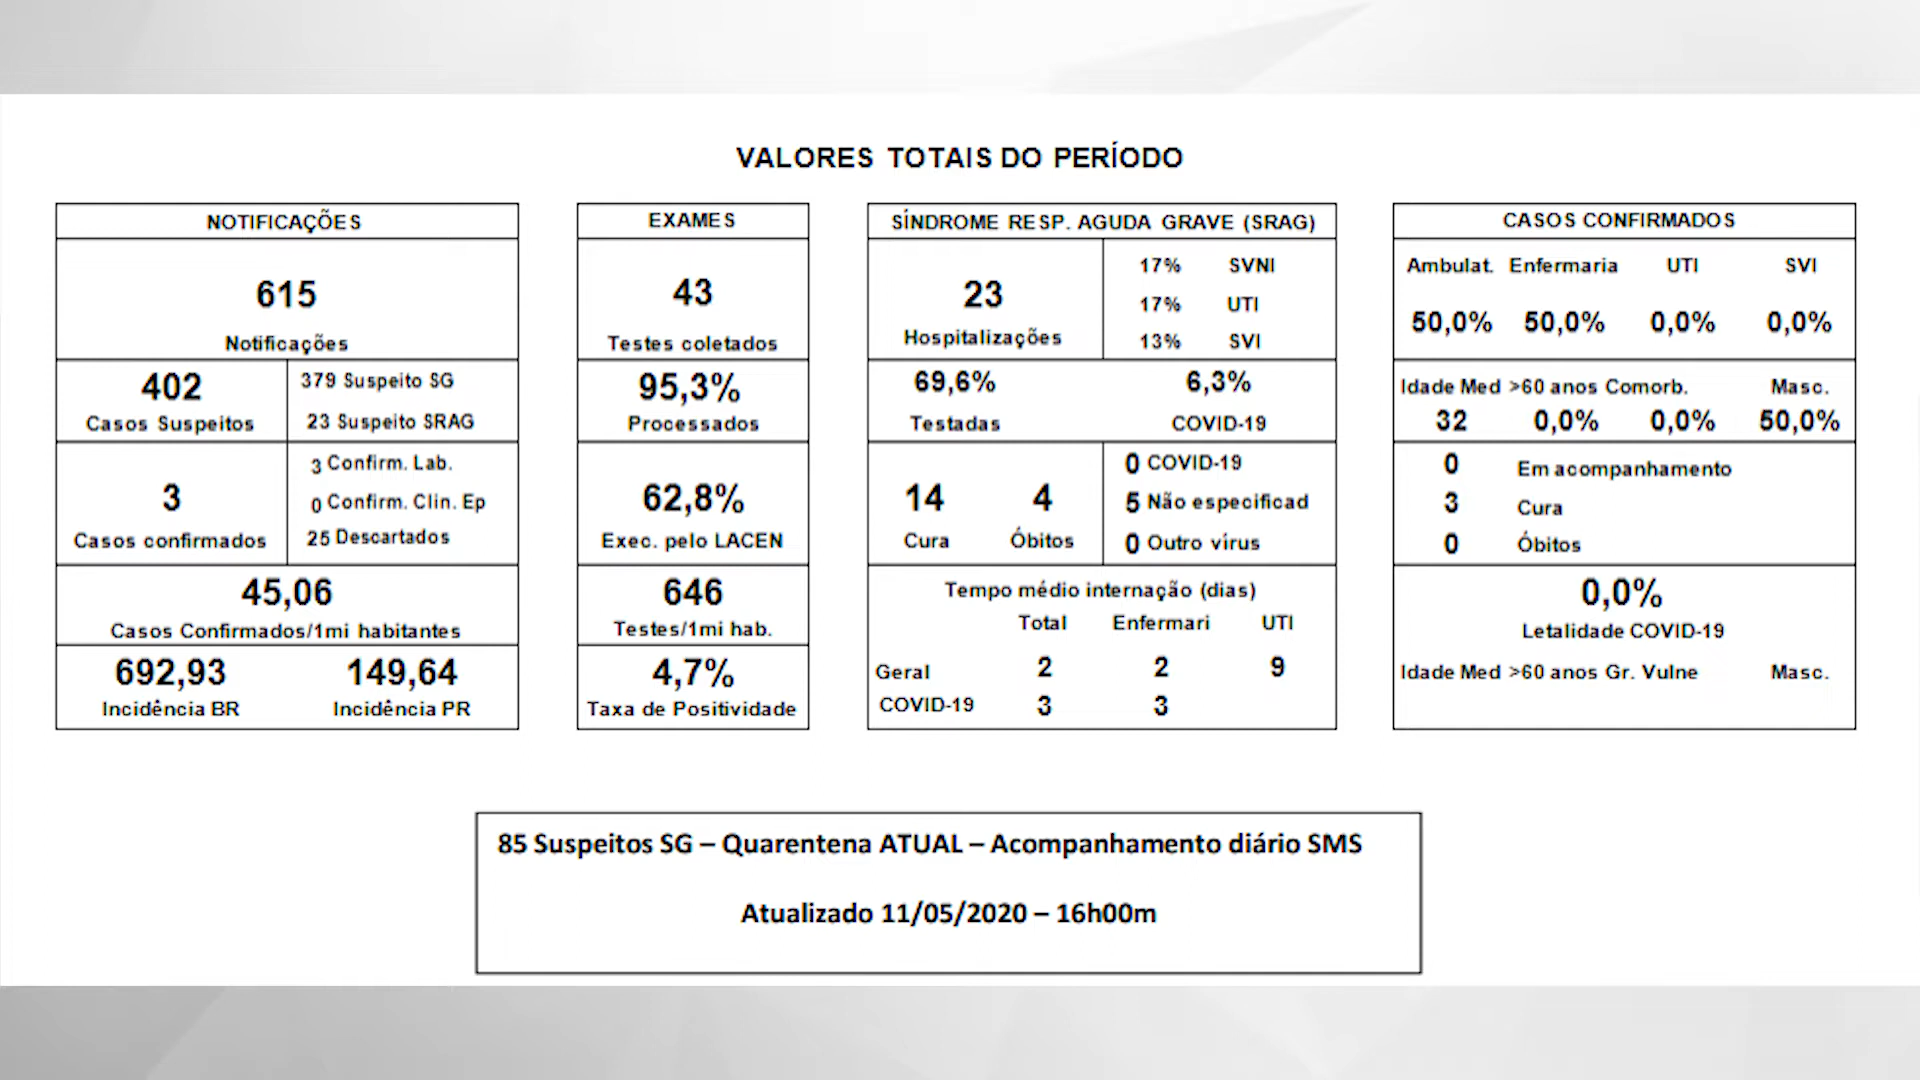 VALORES TOTAIS DO PERÍODO
NOTIFICAÇÕES
615
Notificações
402
Casos Suspeitos
379 Suspeito SG
23 Suspeito SRAG
3
Casos confirmados
3 Confirm. Lab.
0 Confirm. Clin. Ep
25 Descartados
45,06
Casos Confirmados/1mi habitantes
692,93 149,64
Incidência BR Incidência PR
EXAMES
43
Testes coletados
95,3%
Processados
62,8%
Exec. pelo LACEN
646
Testes/1mi hab.
4,7%
Taxa de Positividade
SÍNDROME RESP. AGUDA GRAVE (SRAG)
23
Hospitalizações
17% SVNI
17% UTI
13% SVI
69,6% 6,3%
Testadas COVID-19
14 4
Cura Óbitos
0 COVID-19
5 Não especificad
0 Outro vírus
Tempo médio internação (dias)
Total Enfermari UTI
Geral 2 2 9
COVID-19 3 3
CASOS CONFIRMADOS
Ambulat. Enfermaria UTI SVI
50,0% 50,0% 0,0% 0,0%
Idade Med >60 anos Comorb. Masc.
32 0,0% 0,0% 50,0%
0 Em acompanhamento
3 Cura
0 Óbitos
0,0%
Letalidade COVID-19
Idade Med >60 anos Gr. Vulne Masc.
85 Suspeitos SG – Quarentena ATUAL – Acompanhamento diário SMS
Atualizado 11/05/2020 – 16h00m